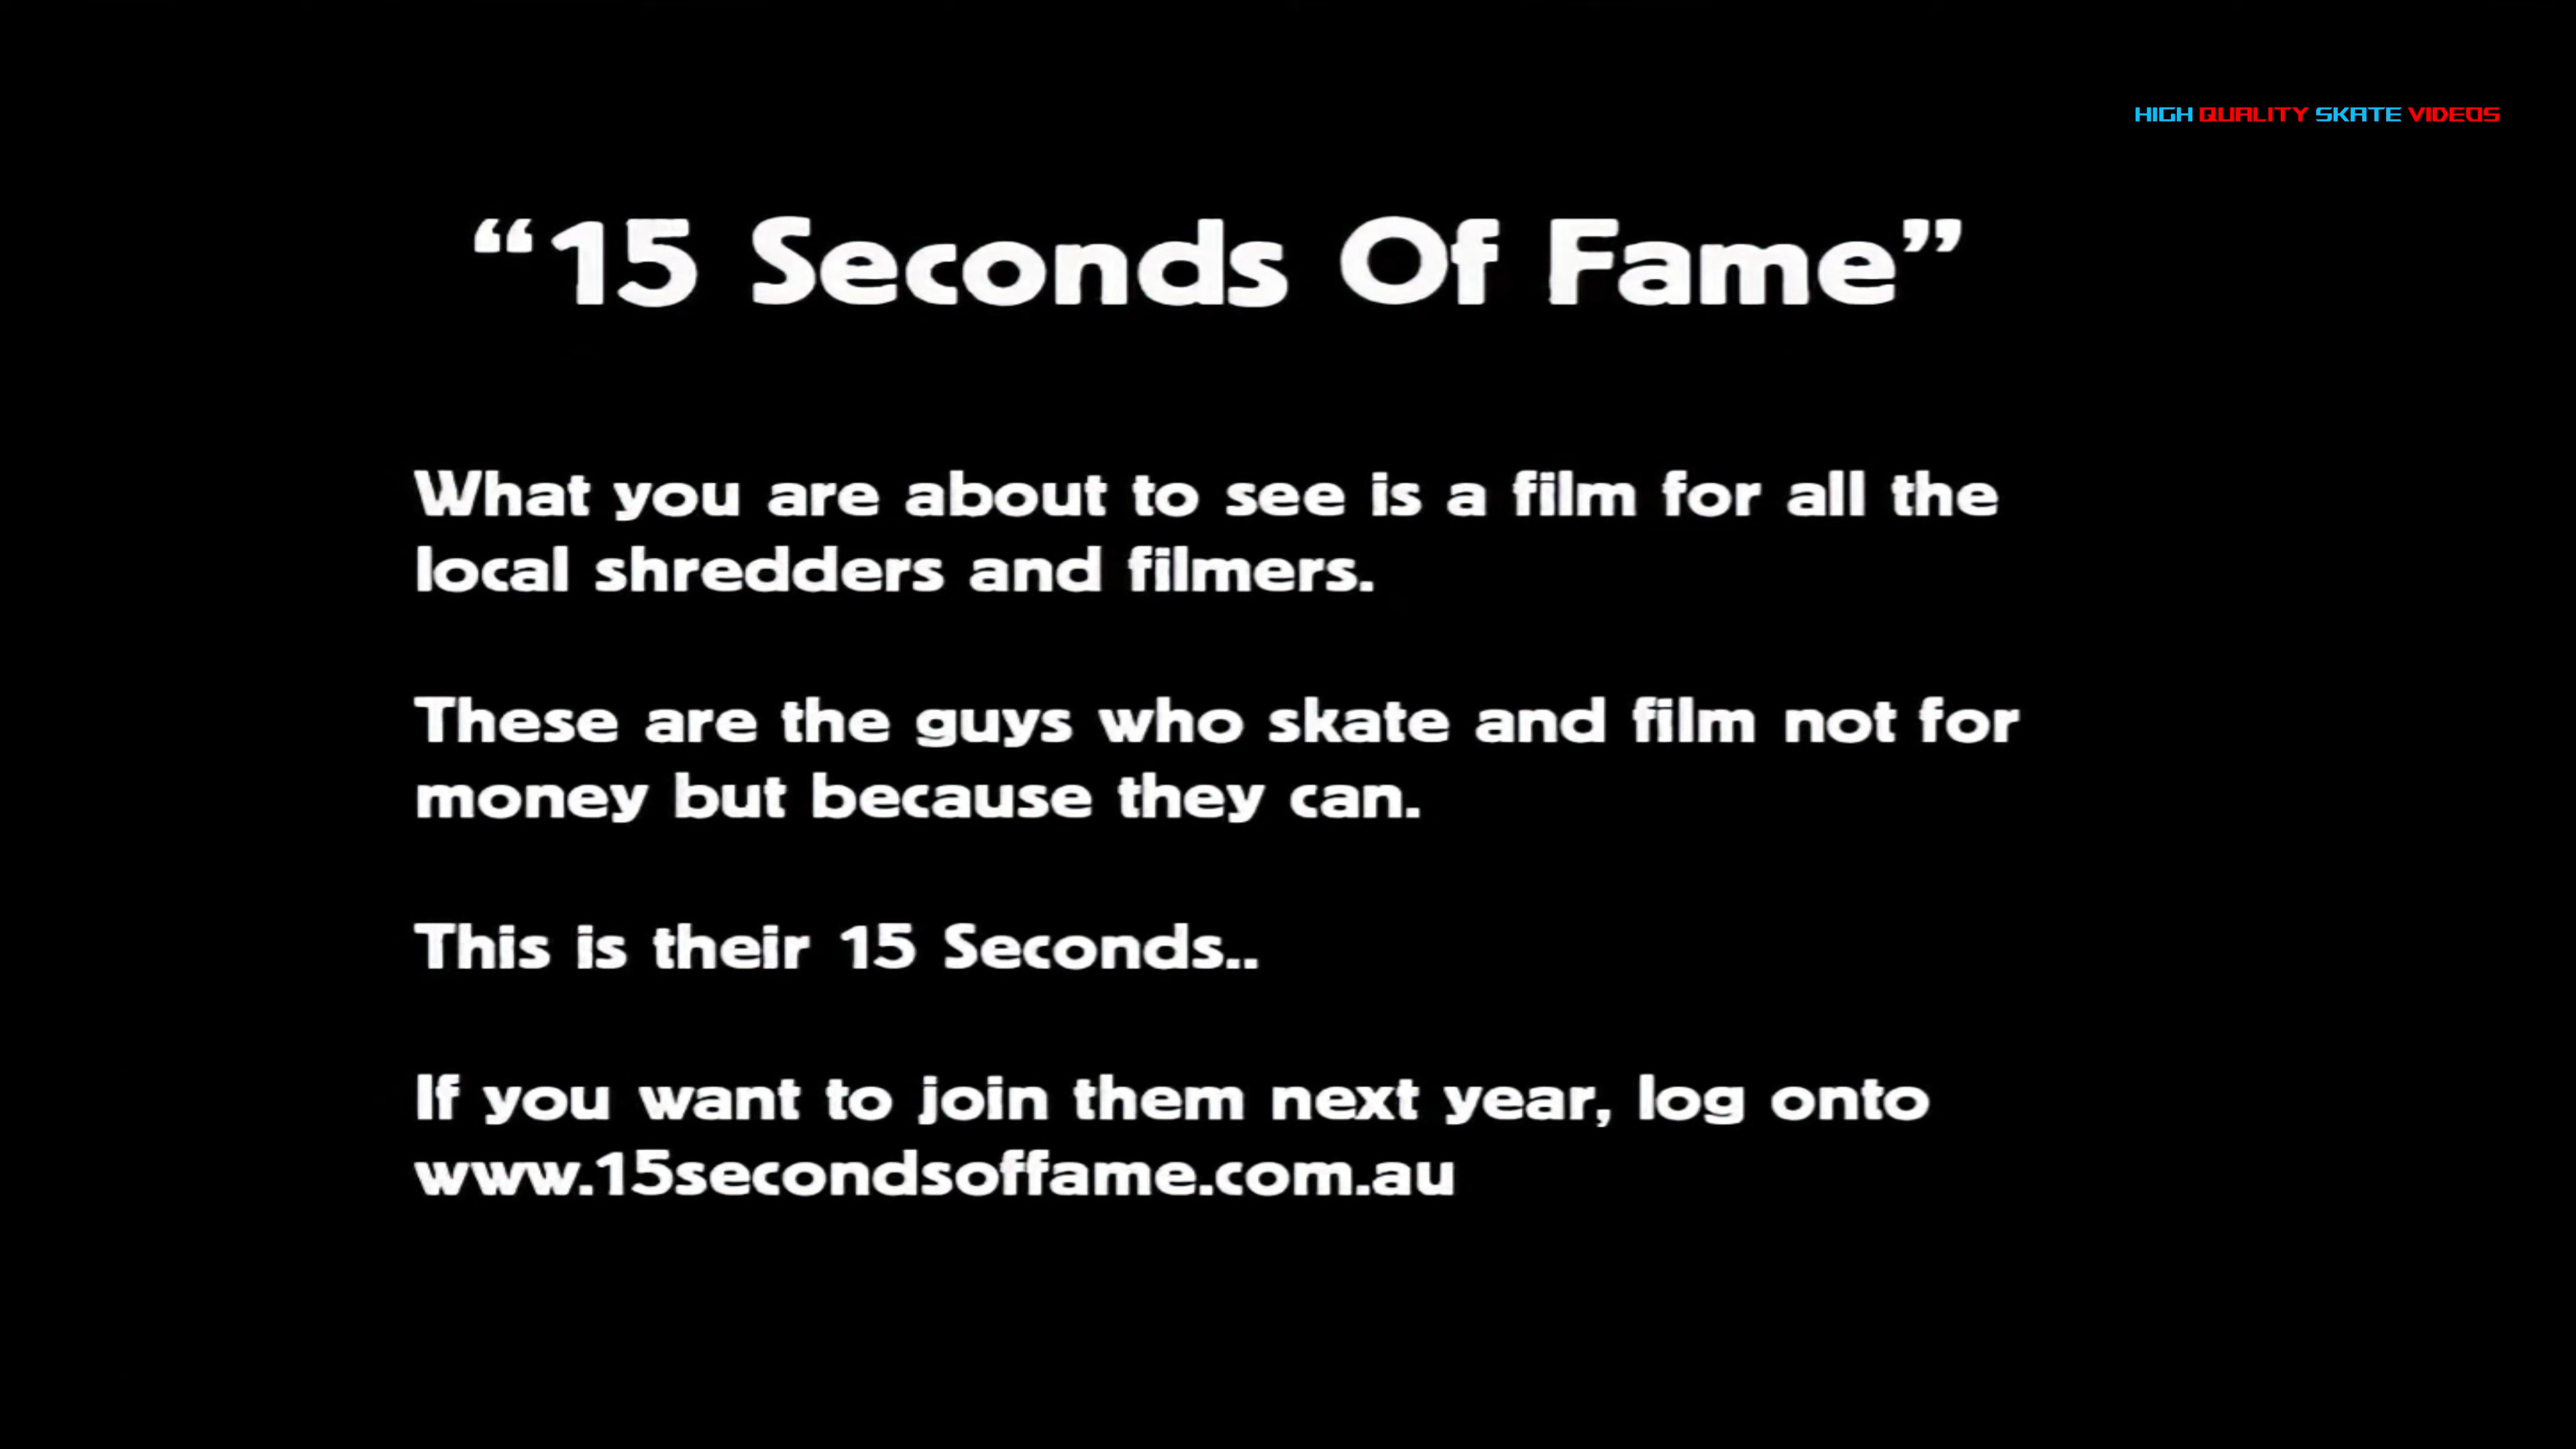 HIGH QUALITY SKATE VIDEOS
“15 Seconds Of Fame”
What you are about to see is a film for all the
local shredders and filmers.
These are the guys who skate and film not for
money but because they can.
This is their 15 Seconds..
If you want to join them next year, log onto
www.15secondsoffame.com.au